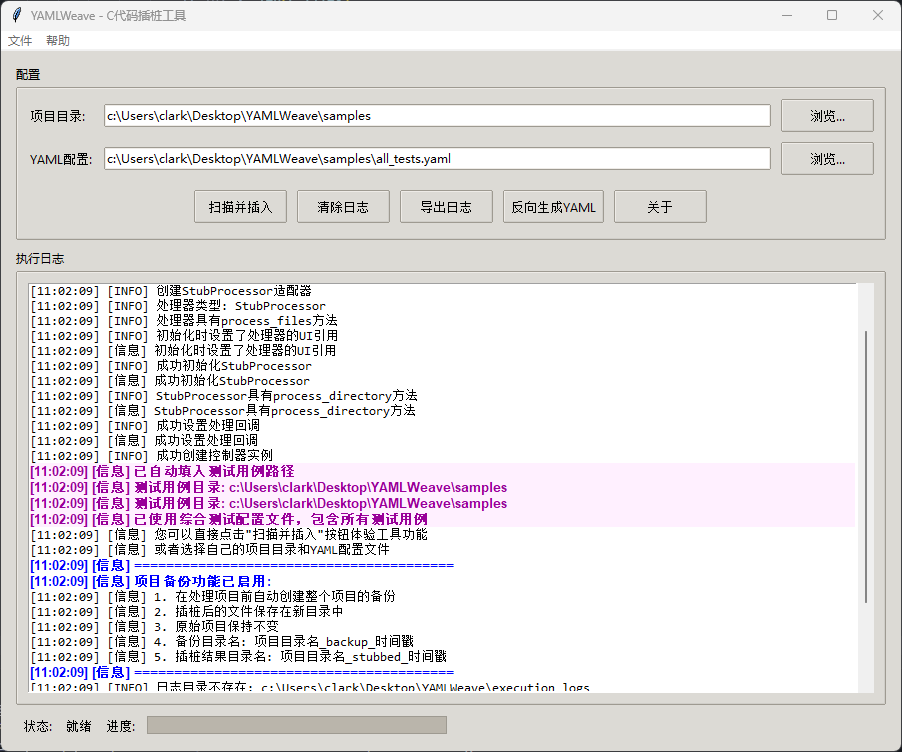 YAMLWeave - C代码插桩工具
文件 帮助
配置
项目目录: c:\Users\clark\Desktop\YAMLWeave\samples 浏览...
YAML配置: c:\Users\clark\Desktop\YAMLWeave\samples\all_tests.yaml 浏览...
扫描并插入 清除日志 导出日志 反向生成YAML 关于
执行日志
[11:02:09] [INFO] 创建StubProcessor适配器
[11:02:09] [INFO] 处理器类型: StubProcessor
[11:02:09] [INFO] 处理器具有process_files方法
[11:02:09] [INFO] 初始化时设置了处理器的UI引用
[11:02:09] [信息] 初始化时设置了处理器的UI引用
[11:02:09] [INFO] 成功初始化StubProcessor
[11:02:09] [信息] 成功初始化StubProcessor
[11:02:09] [INFO] StubProcessor具有process_directory方法
[11:02:09] [信息] StubProcessor具有process_directory方法
[11:02:09] [INFO] 成功设置处理回调
[11:02:09] [信息] 成功设置处理回调
[11:02:09] [INFO] 成功创建控制器实例
[11:02:09] [信息] 已自动填入测试用例路径
[11:02:09] [信息] 测试用例目录: c:\Users\clark\Desktop\YAMLWeave\samples
[11:02:09] [信息] 测试用例目录: c:\Users\clark\Desktop\YAMLWeave\samples
[11:02:09] [信息] 已使用综合测试配置文件，包含所有测试用例
[11:02:09] [信息] 您可以直接点击"扫描并插入"按钮体验工具功能
[11:02:09] [信息] 或者选择自己的项目目录和YAML配置文件
[11:02:09] [信息] ========================================
[11:02:09] [信息] 项目备份功能已启用:
[11:02:09] [信息] 1. 在处理项目前自动创建整个项目的备份
[11:02:09] [信息] 2. 插桩后的文件保存在新目录中
[11:02:09] [信息] 3. 原始项目保持不变
[11:02:09] [信息] 4. 备份目录名: 项目目录名_backup_时间戳
[11:02:09] [信息] 5. 插桩结果目录名: 项目目录名_stubbed_时间戳
[11:02:09] [信息] ========================================
[11:02:09] [INFO] 日志目录不存在: c:\Users\clark\Desktop\YAMLWeave\execution_logs
状态: 就绪 进度: